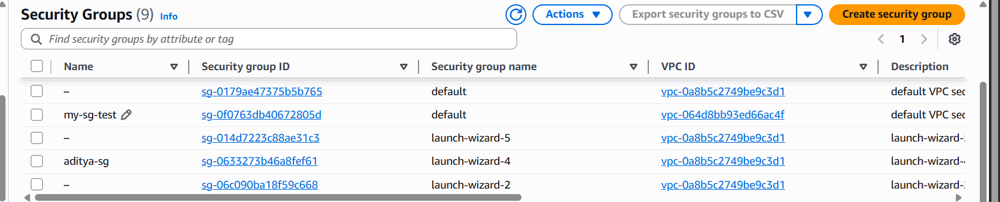 Security Groups (9) Info Actions Export security groups to CSV Create security group
Find security groups by attribute or tag 1
Name Security group ID Security group name VPC ID Description
– sg-0179ae47375b5b765 default vpc-0a8b5c2749be9c3d1 default VPC sec
my-sg-test sg-0f0763db40672805d default vpc-064d8bb93ed66ac4f default VPC sec
– sg-014d7223c88ae31c3 launch-wizard-5 vpc-0a8b5c2749be9c3d1 launch-wizard-5
aditya-sg sg-0633273b46a8fef61 launch-wizard-4 vpc-0a8b5c2749be9c3d1 launch-wizard-4
– sg-06c090ba18f59c668 launch-wizard-2 vpc-0a8b5c2749be9c3d1 launch-wizard-2